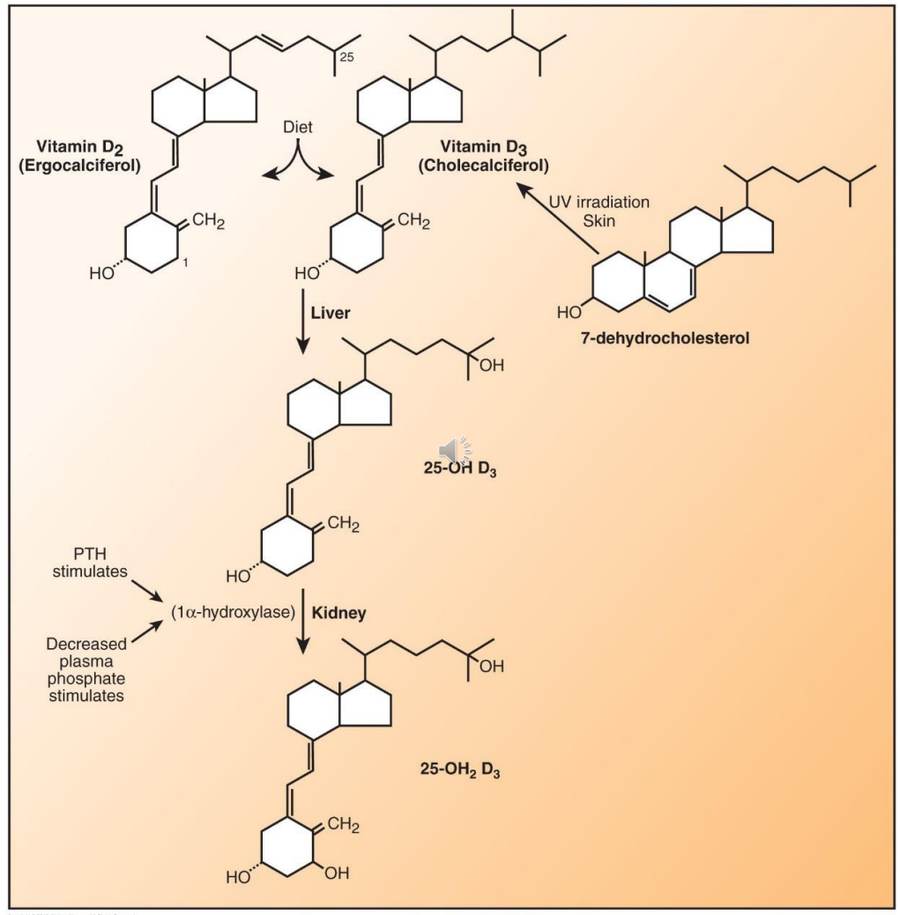 25
Diet
Vitamin D2
(Ergocalciferol)
Vitamin D3
(Cholecalciferol)
UV irradiation
Skin
CH2
HO
1
CH2
HO
HO
7-dehydrocholesterol
Liver
OH
25-OH D3
CH2
HO
PTH
stimulates
(1α-hydroxylase)
Kidney
Decreased
plasma
phosphate
stimulates
OH
25-OH2 D3
CH2
HO
OH